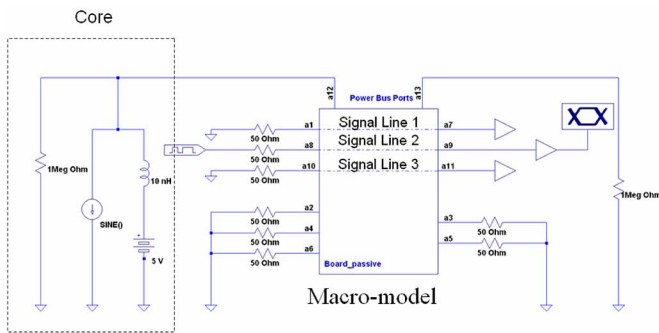 Core
a12
a13
Power Bus Ports
a1 Signal Line 1 a7
50 Ohm
a8 Signal Line 2 a9
50 Ohm
a10 Signal Line 3 a11
50 Ohm
1Meg Ohm
10 nH
1Meg Ohm
SINE()
a2
50 Ohm
a3
50 Ohm
a4
50 Ohm
a5
50 Ohm
a6
50 Ohm
+
5 V
Board_passive
Macro-model